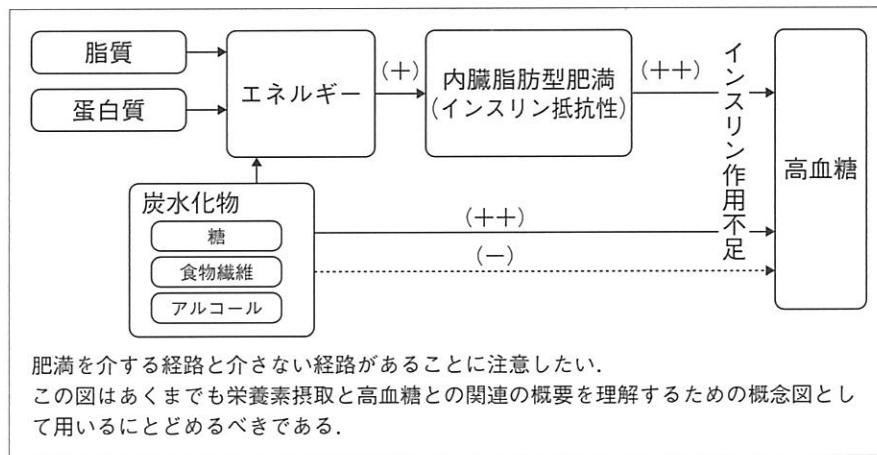 脂質
蛋白質
エネルギー
(+)
内臓脂肪型肥満
(インスリン抵抗性)
(++)
インスリン作用不足
高血糖
炭水化物
糖
食物繊維
アルコール
(++)
(−)
肥満を介する経路と介さない経路があることに注意したい.
この図はあくまでも栄養素摂取と高血糖との関連の概要を理解するための概念図とし
て用いるにとどめるべきである.